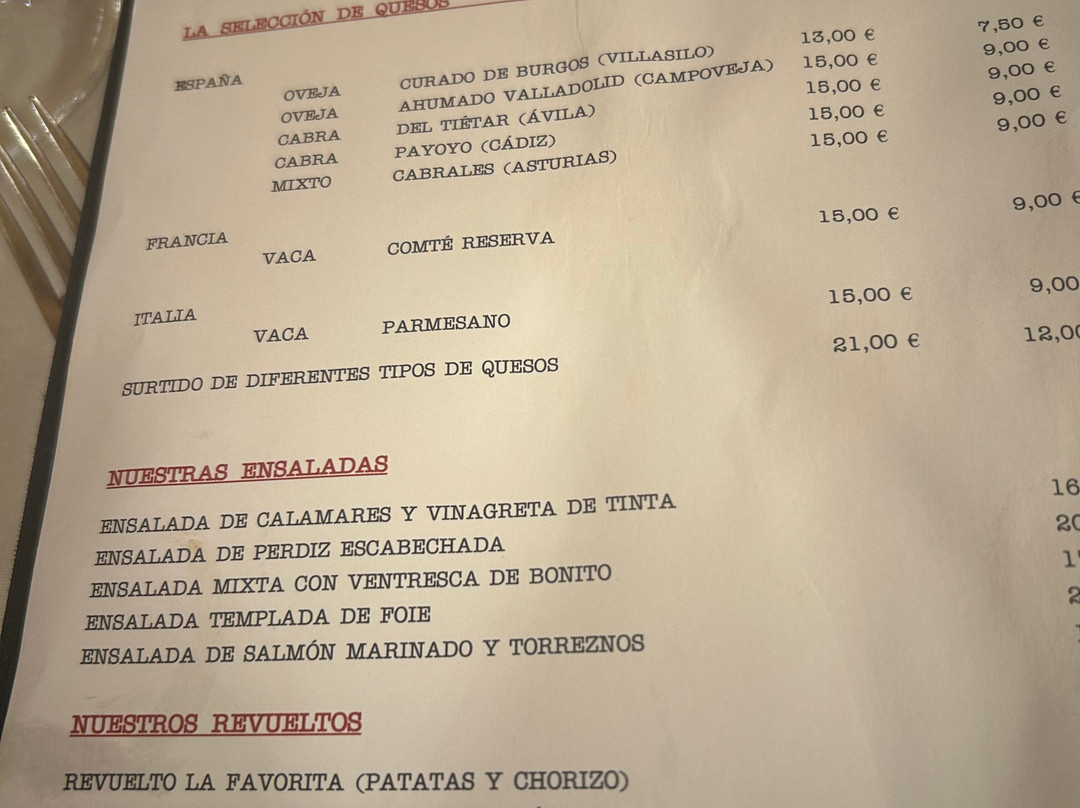 LA SELECCIÓN DE QUESOS
ESPAÑA
OVEJA CURADO DE BURGOS (VILLASILO) 13,00 € 7,50 €
OVEJA AHUMADO VALLADOLID (CAMPOVEJA) 15,00 € 9,00 €
CABRA DEL TIÉTAR (ÁVILA) 15,00 € 9,00 €
CABRA PAYOYO (CÁDIZ) 15,00 € 9,00 €
MIXTO CABRALES (ASTURIAS) 15,00 € 9,00 €
FRANCIA
VACA COMTÉ RESERVA 15,00 € 9,00 €
ITALIA
VACA PARMESANO 15,00 € 9,00
SURTIDO DE DIFERENTES TIPOS DE QUESOS 21,00 € 12,00
NUESTRAS ENSALADAS
ENSALADA DE CALAMARES Y VINAGRETA DE TINTA 16
ENSALADA DE PERDIZ ESCABECHADA 20
ENSALADA MIXTA CON VENTRESCA DE BONITO
ENSALADA TEMPLADA DE FOIE
ENSALADA DE SALMÓN MARINADO Y TORREZNOS
NUESTROS REVUELTOS
REVUELTO LA FAVORITA (PATATAS Y CHORIZO)